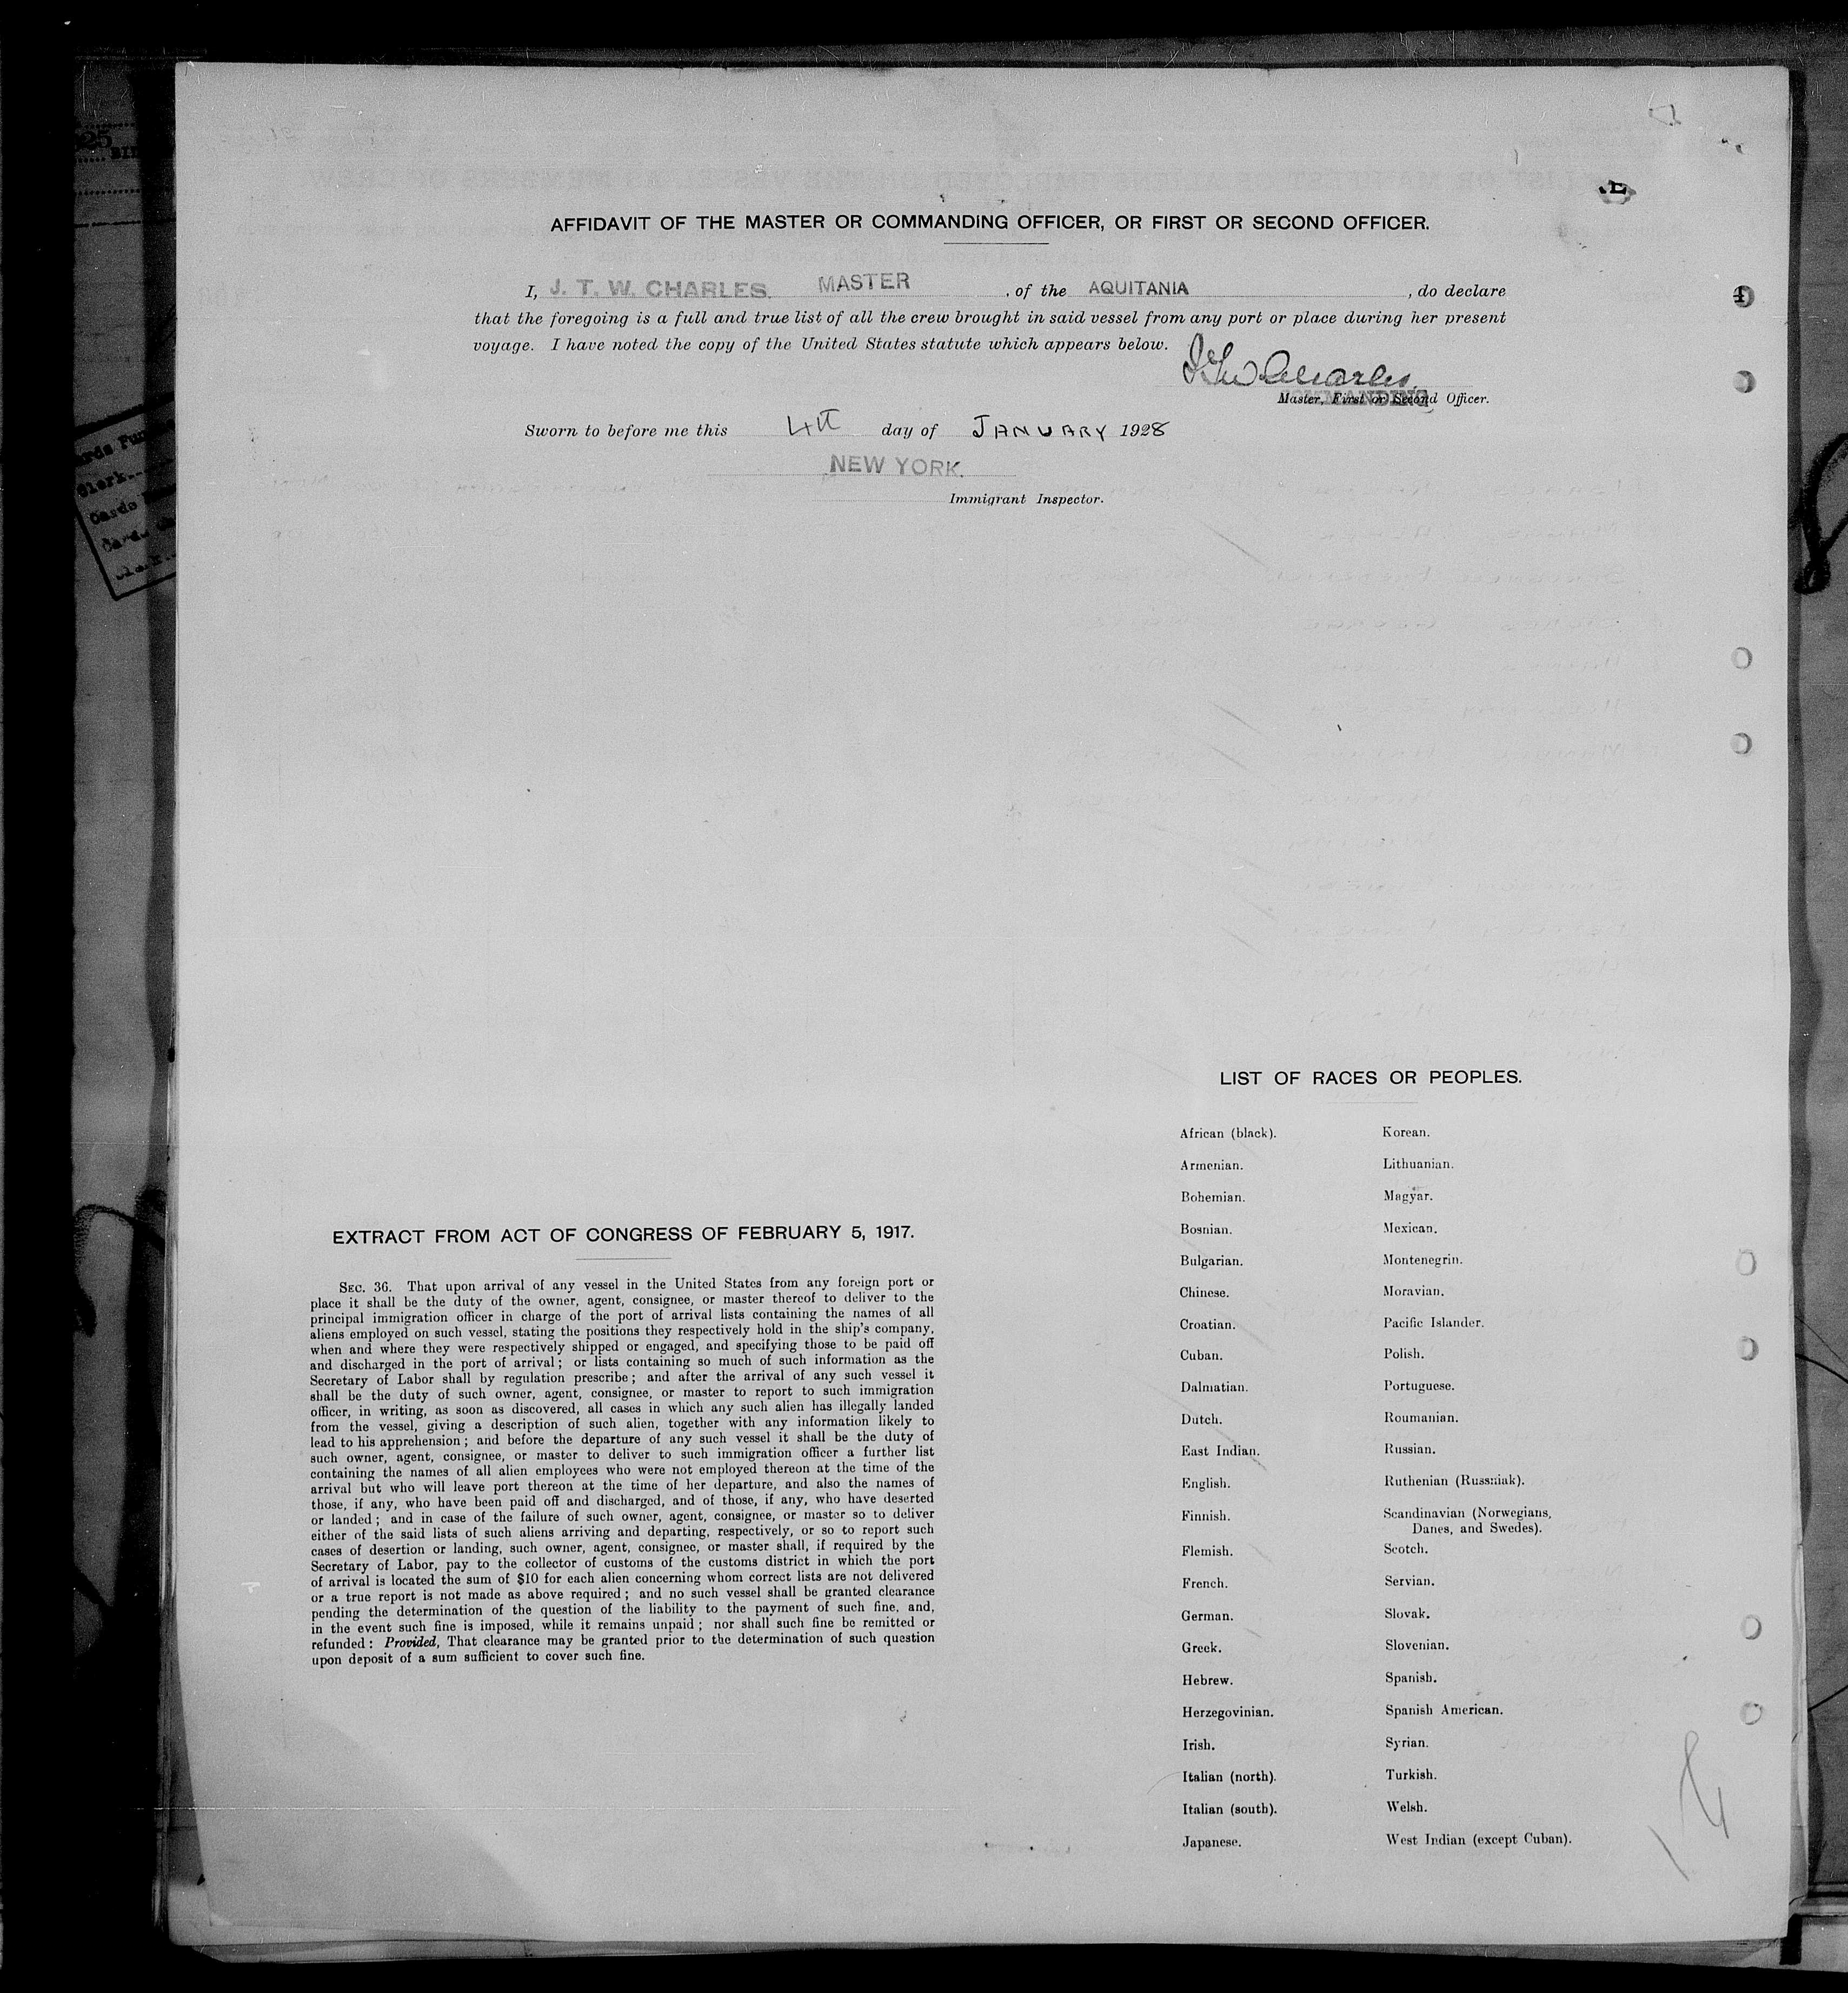 AFFIDAVIT OF THE MASTER OR COMMANDING OFFICER, OR FIRST OR SECOND OFFICER.
I, J. T. W. CHARLES. MASTER, of the AQUITANIA, do declare
that the foregoing is a full and true list of all the crew brought in said vessel from any port or place during her present
voyage. I have noted the copy of the United States statute which appears below.
JTW Charles.
COMMANDING
Master, First or Second Officer.
Sworn to before me this 4th day of JANUARY 1928
NEW YORK.
Immigrant Inspector.
EXTRACT FROM ACT OF CONGRESS OF FEBRUARY 5, 1917.
SEC. 36. That upon arrival of any vessel in the United States from any foreign port or
place it shall be the duty of the owner, agent, consignee, or master thereof to deliver to the
principal immigration officer in charge of the port of arrival lists containing the names of all
aliens employed on such vessel, stating the positions they respectively hold in the ship's company,
when and where they were respectively shipped or engaged, and specifying those to be paid off
and discharged in the port of arrival; or lists containing so much of such information as the
Secretary of Labor shall by regulation prescribe; and after the arrival of any such vessel it
shall be the duty of such owner, agent, consignee, or master to report to such immigration
officer, in writing, as soon as discovered, all cases in which any such alien has illegally landed
from the vessel, giving a description of such alien, together with any information likely to
lead to his apprehension; and before the departure of any such vessel it shall be the duty of
such owner, agent, consignee, or master to deliver to such immigration officer a further list
containing the names of all alien employees who were not employed thereon at the time of the
arrival but who will leave port thereon at the time of her departure, and also the names of
those, if any, who have been paid off and discharged, and of those, if any, who have deserted
or landed; and in case of the failure of such owner, agent, consignee, or master so to deliver
either of the said lists of such aliens arriving and departing, respectively, or so to report such
cases of desertion or landing, such owner, agent, consignee, or master shall, if required by the
Secretary of Labor, pay to the collector of customs of the customs district in which the port
of arrival is located the sum of $10 for each alien concerning whom correct lists are not delivered
or a true report is not made as above required; and no such vessel shall be granted clearance
pending the determination of the question of the liability to the payment of such fine, and,
in the event such fine is imposed, while it remains unpaid; nor shall such fine be remitted or
refunded: Provided, That clearance may be granted prior to the determination of such question
upon deposit of a sum sufficient to cover such fine.
LIST OF RACES OR PEOPLES.
African (black).
Armenian.
Bohemian.
Bosnian.
Bulgarian.
Chinese.
Croatian.
Cuban.
Dalmatian.
Dutch.
East Indian.
English.
Finnish.
Flemish.
French.
German.
Greek.
Hebrew.
Herzegovinian.
Irish.
Italian (north).
Italian (south).
Japanese.
Korean.
Lithuanian.
Magyar.
Mexican.
Montenegrin.
Moravian.
Pacific Islander.
Polish.
Portuguese.
Roumanian.
Russian.
Ruthenian (Russniak).
Scandinavian (Norwegians,
Danes, and Swedes).
Scotch.
Servian.
Slovak.
Slovenian.
Spanish.
Spanish American.
Syrian.
Turkish.
Welsh.
West Indian (except Cuban).